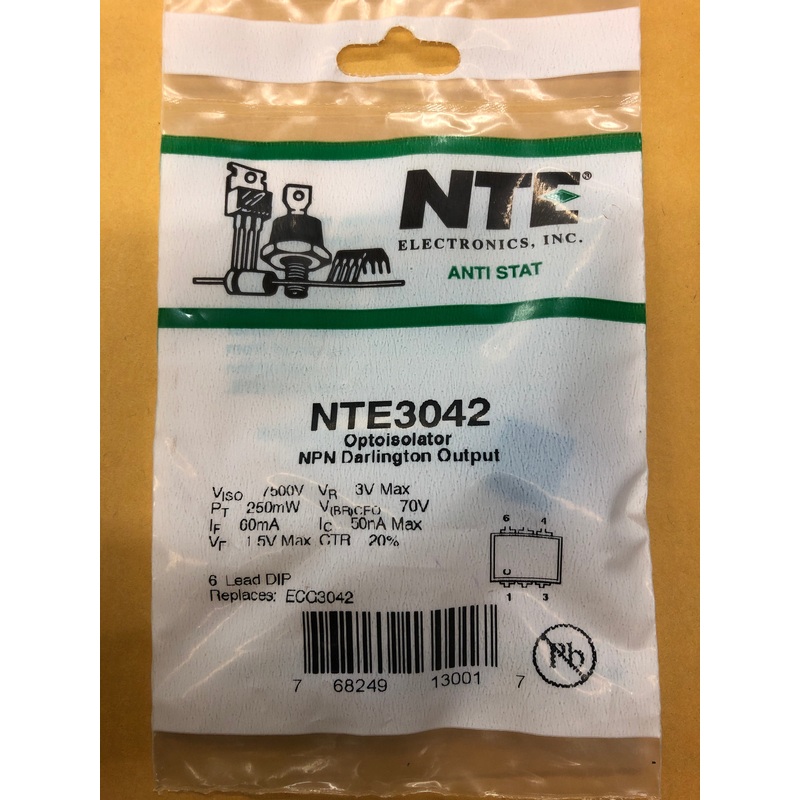 NTE®
ELECTRONICS, INC.
ANTI STAT
NTE3042
Optoisolator
NPN Darlington Output
VISO 7500V VR 3V Max
PT 250mW V(BR)CEO 70V
IF 60mA IC 50nA Max
VF 1.5V Max CTR 20%
6 4
6 Lead DIP
C
Replaces: ECG3042
1 3
Pb
7 68249 13001 7